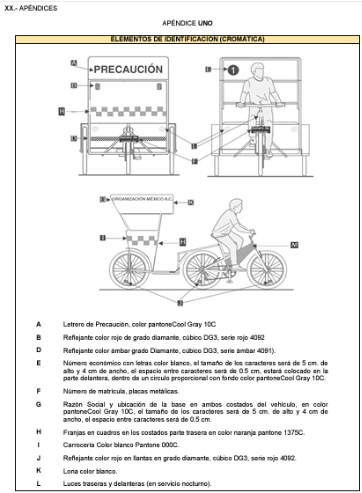 XX.- APÉNDICES
APÉNDICE UNO
ELEMENTOS DE IDENTIFICACIÓN (CROMÁTICA)
A
PRECAUCIÓN
E
1
H
ORGANIZACIÓN MÉXICO A.C.
K
I
H
M
J
A Letrero de Precaución, color pantoneCool Gray 10C
B Reflejante color rojo de grado diamante, cúbico DG3, serie rojo 4092
D Reflejante color ámbar grado Diamante, cúbico DG3, serie ámbar 4091).
E Número económico con letras color blanco, el tamaño de los caracteres será de 5 cm. de
alto y 4 cm de ancho, el espacio entre caracteres será de 0.5 cm, estará colocado en la
parte delantera, dentro de un círculo proporcional con fondo color pantoneCool Gray 10C.
F Número de matrícula, placas metálicas.
G Razón Social y ubicación de la base en ambos costados del vehículo, en color
pantoneCool Gray 10C, el tamaño de los caracteres será de 5 cm. de alto y 4 cm de
ancho, el espacio entre caracteres será de 0.5 cm.
H Franjas en cuadros en los costados parte trasera en color naranja pantone 1375C.
I Carrocería Color blanco Pantone 000C.
J Reflejante color rojo en llantas en grado diamante, cúbico DG3, serie rojo 4092.
K Lona color blanco.
L Luces traseras y delanteras (en servicio nocturno).